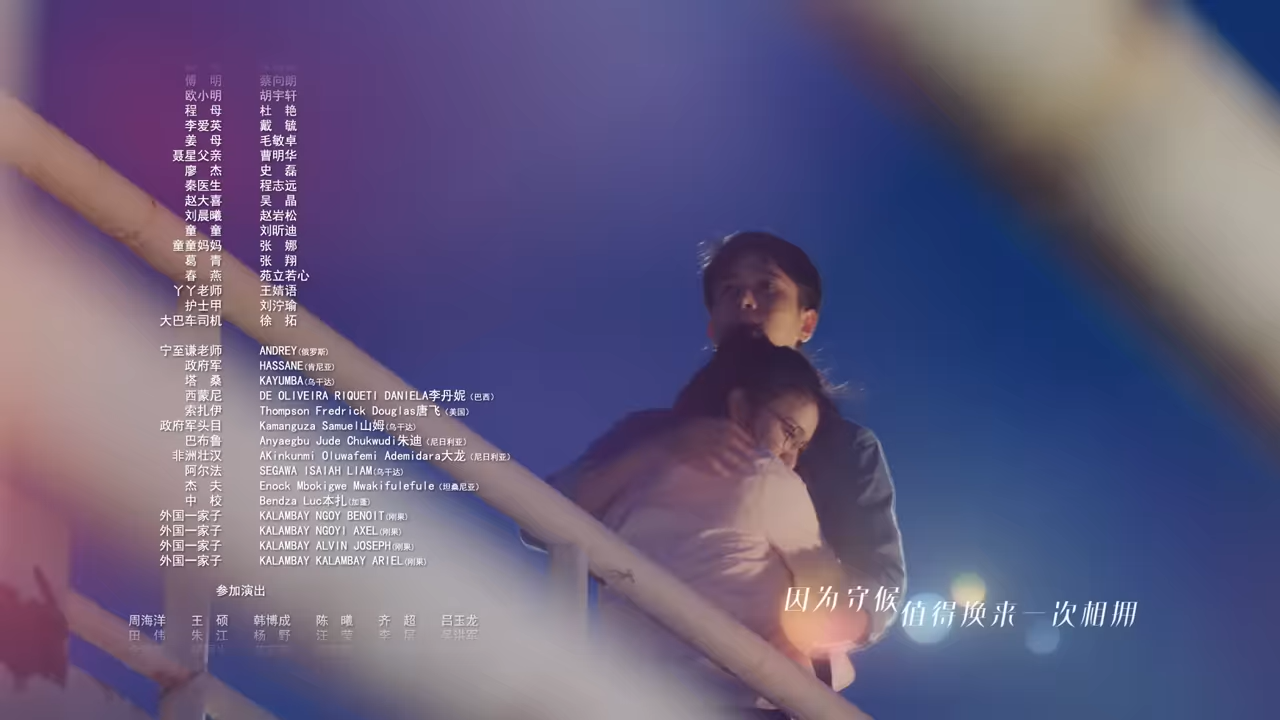 傅 明 蔡向朗
欧小明 胡宇轩
程 母 杜 艳
李爱英 戴 毓
姜 母 毛敏卓
聂星父亲 曹明华
廖 杰 史 磊
秦医生 程志远
赵大喜 吴 晶
刘晨曦 赵岩松
童 童 刘昕迪
童童妈妈 张 娜
葛 青 张 翔
春 燕 苑立若心
丫丫老师 王婧语
护士甲 刘泞瑜
大巴车司机 徐 拓
宁至谦老师 ANDREY(俄罗斯)
政府军 HASSANE(肯尼亚)
塔 桑 KAYUMBA(乌干达)
西蒙尼 DE OLIVEIRA RIQUETI DANIELA李丹妮(巴西)
索扎伊 Thompson Fredrick Douglas唐飞(美国)
政府军头目 Kamanguza Samuel山姆(乌干达)
巴布鲁 Anyaegbu Jude Chukwudi朱迪(尼日利亚)
非洲壮汉 AKinkunmi Oluwafemi Ademidara大龙(尼日利亚)
阿尔法 SEGAWA ISAIAH LIAM(乌干达)
杰 夫 Enock Mbokigwe Mwakifulefule(坦桑尼亚)
中 校 Bendza Luc本扎(加蓬)
外国一家子 KALAMBAY NGOY BENOIT(刚果)
外国一家子 KALAMBAY NGOYI AXEL(刚果)
外国一家子 KALAMBAY ALVIN JOSEPH(刚果)
外国一家子 KALAMBAY KALAMBAY ARIEL(刚果)
参加演出
周海洋 王 硕 韩博成 陈 曦 齐 超 吕玉龙
田 伟 朱 江 杨 野 汪 莹
因为守候
值得换来一次相拥